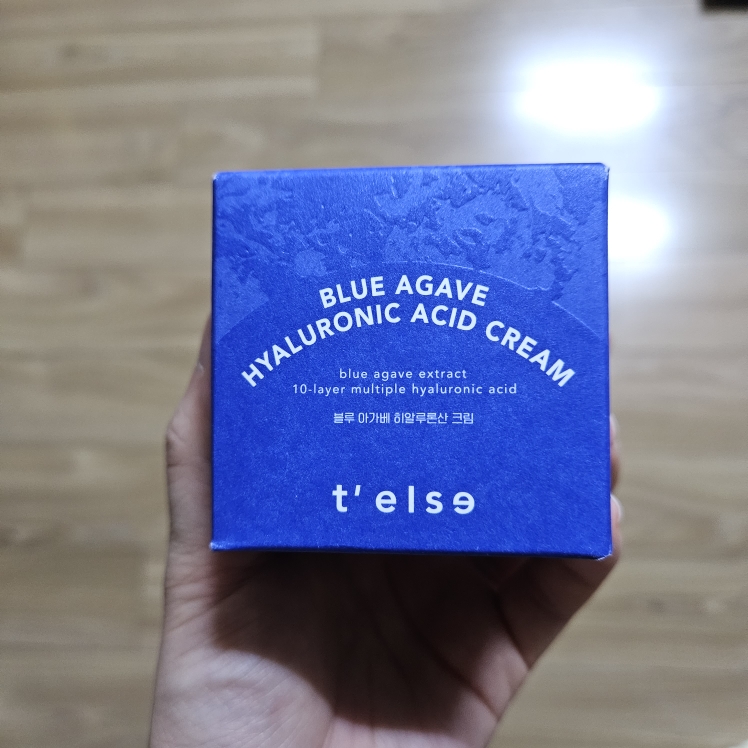 BLUE AGAVE
HYALURONIC ACID CREAM
blue agave extract
10-layer multiple hyaluronic acid
블루 아가베 히알루론산 크림
t' else